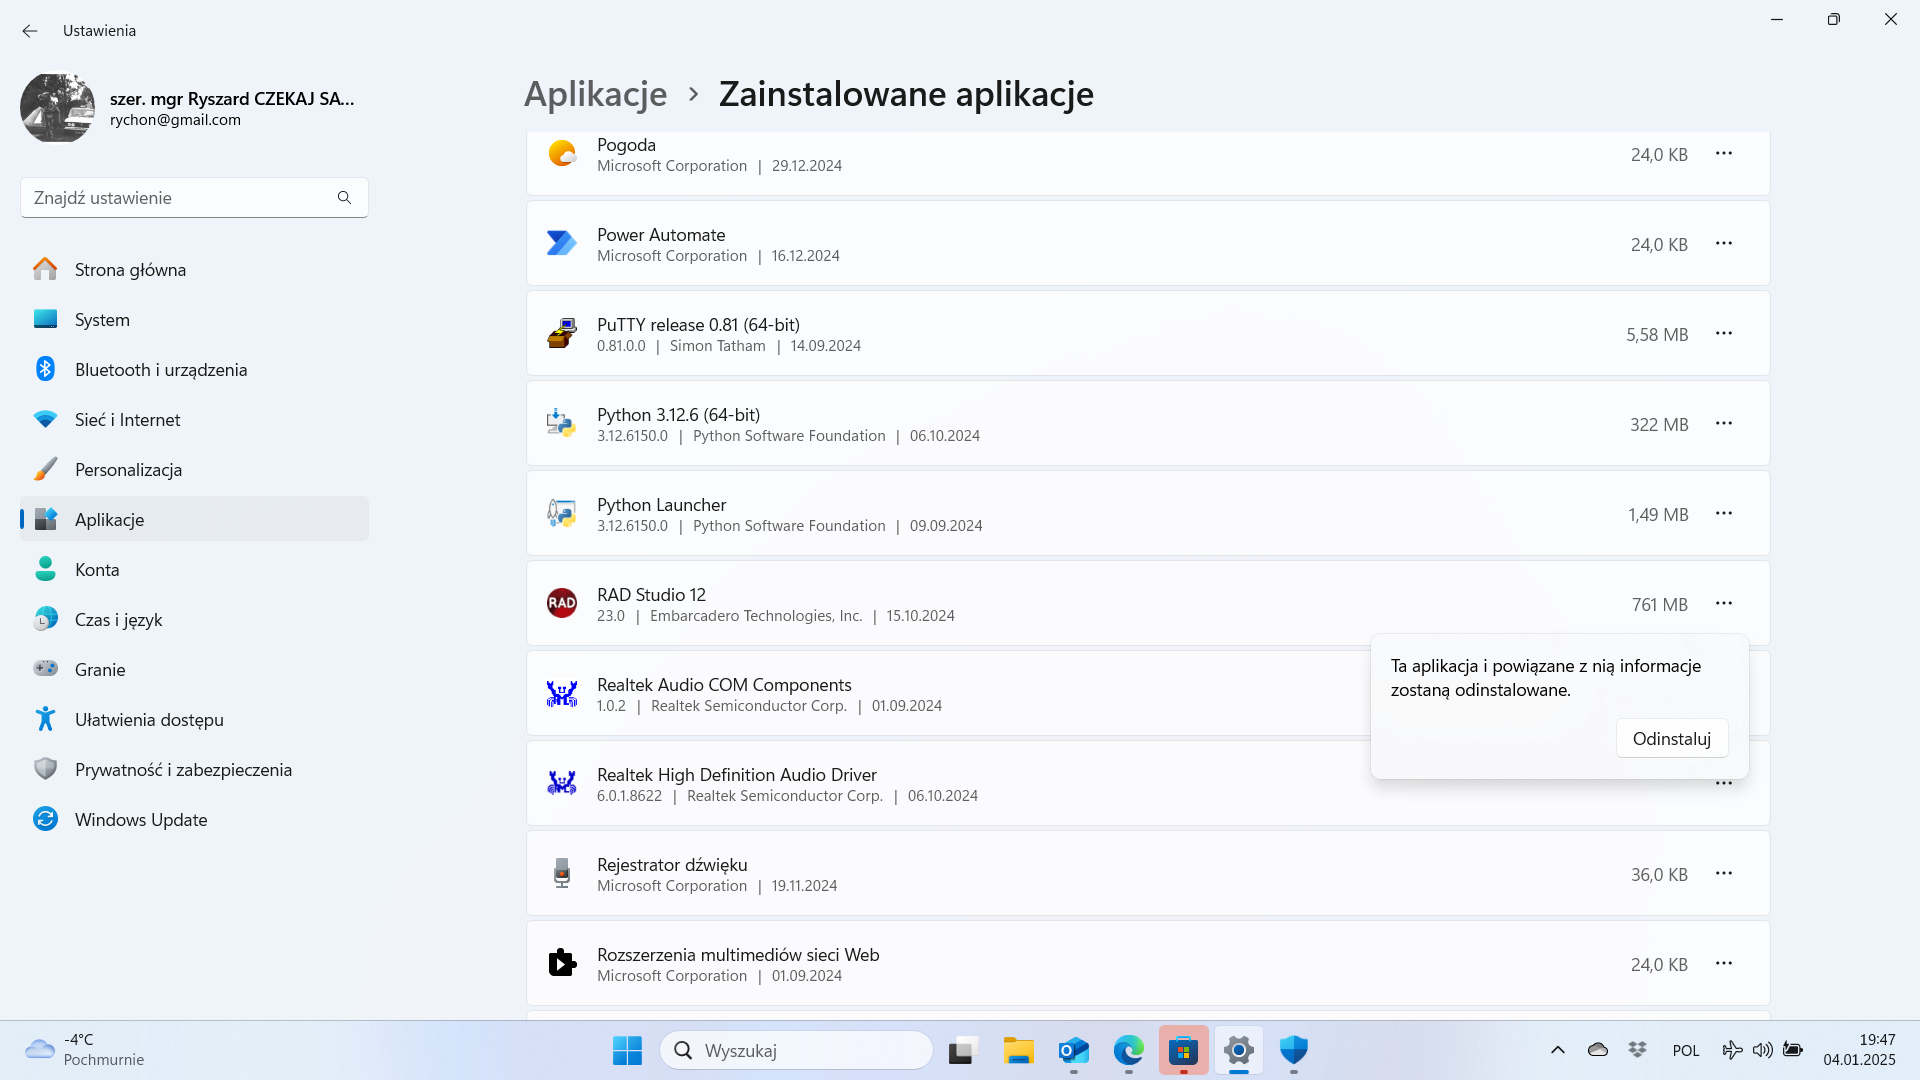 Ustawienia
szer. mgr Ryszard CZEKAJ SA...
rychon@gmail.com
Znajdź ustawienie
Strona główna
System
Bluetooth i urządzenia
Sieć i Internet
Personalizacja
Aplikacje
Konta
Czas i język
Granie
Ułatwienia dostępu
Prywatność i zabezpieczenia
Windows Update
Aplikacje > Zainstalowane aplikacje
Pogoda
Microsoft Corporation | 29.12.2024
24,0 KB
Power Automate
Microsoft Corporation | 16.12.2024
24,0 KB
PuTTY release 0.81 (64-bit)
0.81.0.0 | Simon Tatham | 14.09.2024
5,58 MB
Python 3.12.6 (64-bit)
3.12.6150.0 | Python Software Foundation | 06.10.2024
322 MB
Python Launcher
3.12.6150.0 | Python Software Foundation | 09.09.2024
1,49 MB
RAD
RAD Studio 12
23.0 | Embarcadero Technologies, Inc. | 15.10.2024
761 MB
Realtek Audio COM Components
1.0.2 | Realtek Semiconductor Corp. | 01.09.2024
Ta aplikacja i powiązane z nią informacje
zostaną odinstalowane.
Odinstaluj
Realtek High Definition Audio Driver
6.0.1.8622 | Realtek Semiconductor Corp. | 06.10.2024
Rejestrator dźwięku
Microsoft Corporation | 19.11.2024
36,0 KB
Rozszerzenia multimediów sieci Web
Microsoft Corporation | 01.09.2024
24,0 KB
-4°C
Pochmurnie
Wyszukaj
POL
19:47
04.01.2025